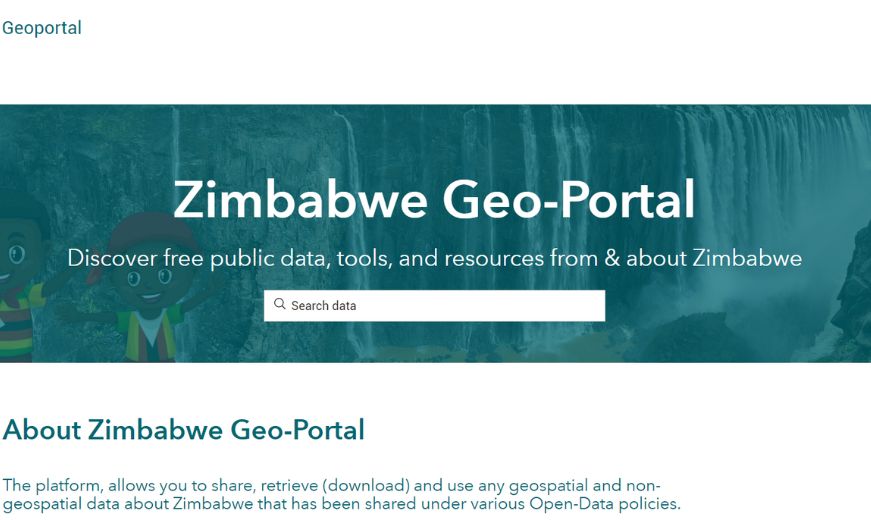 Geoportal
Zimbabwe Geo-Portal
Discover free public data, tools, and resources from & about Zimbabwe
Search data
About Zimbabwe Geo-Portal
The platform, allows you to share, retrieve (download) and use any geospatial and non-
geospatial data about Zimbabwe that has been shared under various Open-Data policies.